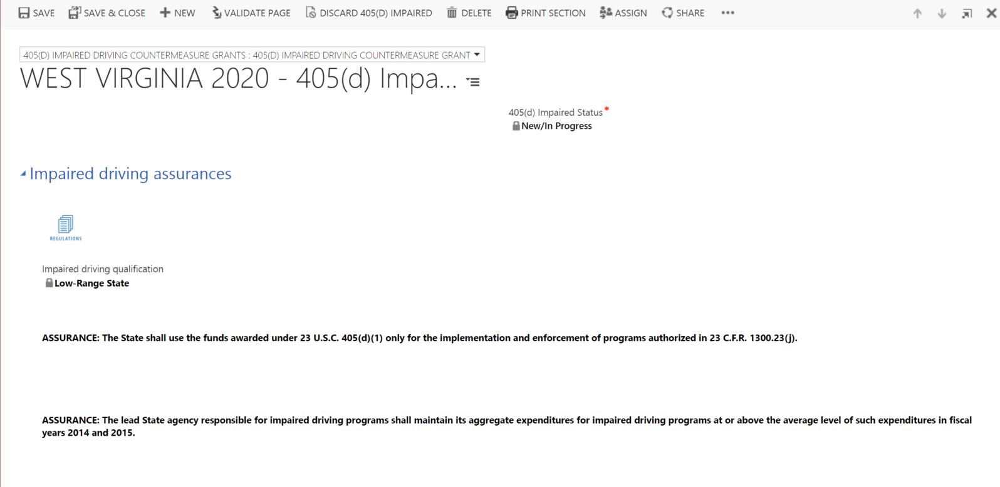 SAVE SAVE & CLOSE NEW VALIDATE PAGE DISCARD 405(D) IMPAIRED DELETE PRINT SECTION ASSIGN SHARE
405(D) IMPAIRED DRIVING COUNTERMEASURE GRANTS : 405(D) IMPAIRED DRIVING COUNTERMEASURE GRANT
WEST VIRGINIA 2020 - 405(d) Impa...
405(d) Impaired Status*
New/In Progress
Impaired driving assurances
REGULATIONS
Impaired driving qualification
Low-Range State
ASSURANCE: The State shall use the funds awarded under 23 U.S.C. 405(d)(1) only for the implementation and enforcement of programs authorized in 23 C.F.R. 1300.23(j).
ASSURANCE: The lead State agency responsible for impaired driving programs shall maintain its aggregate expenditures for impaired driving programs at or above the average level of such expenditures in fiscal
years 2014 and 2015.